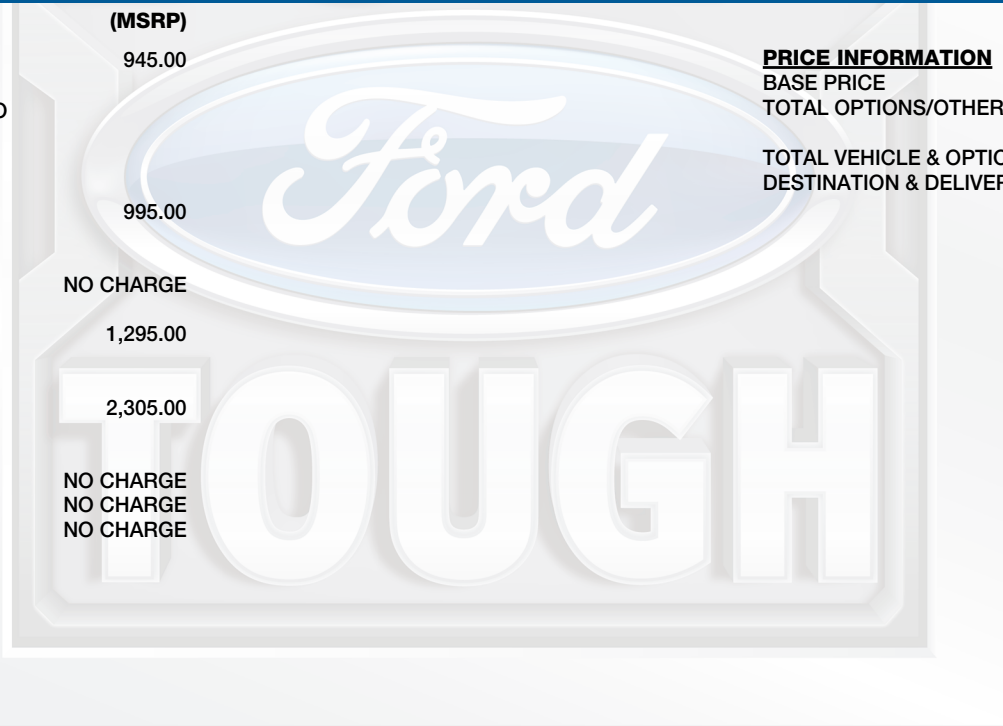 (MSRP)
945.00
995.00
NO CHARGE
1,295.00
2,305.00
NO CHARGE
NO CHARGE
NO CHARGE
PRICE INFORMATION
BASE PRICE
TOTAL OPTIONS/OTHER
TOTAL VEHICLE & OPTIO
DESTINATION & DELIVER
Ford
TOUGH